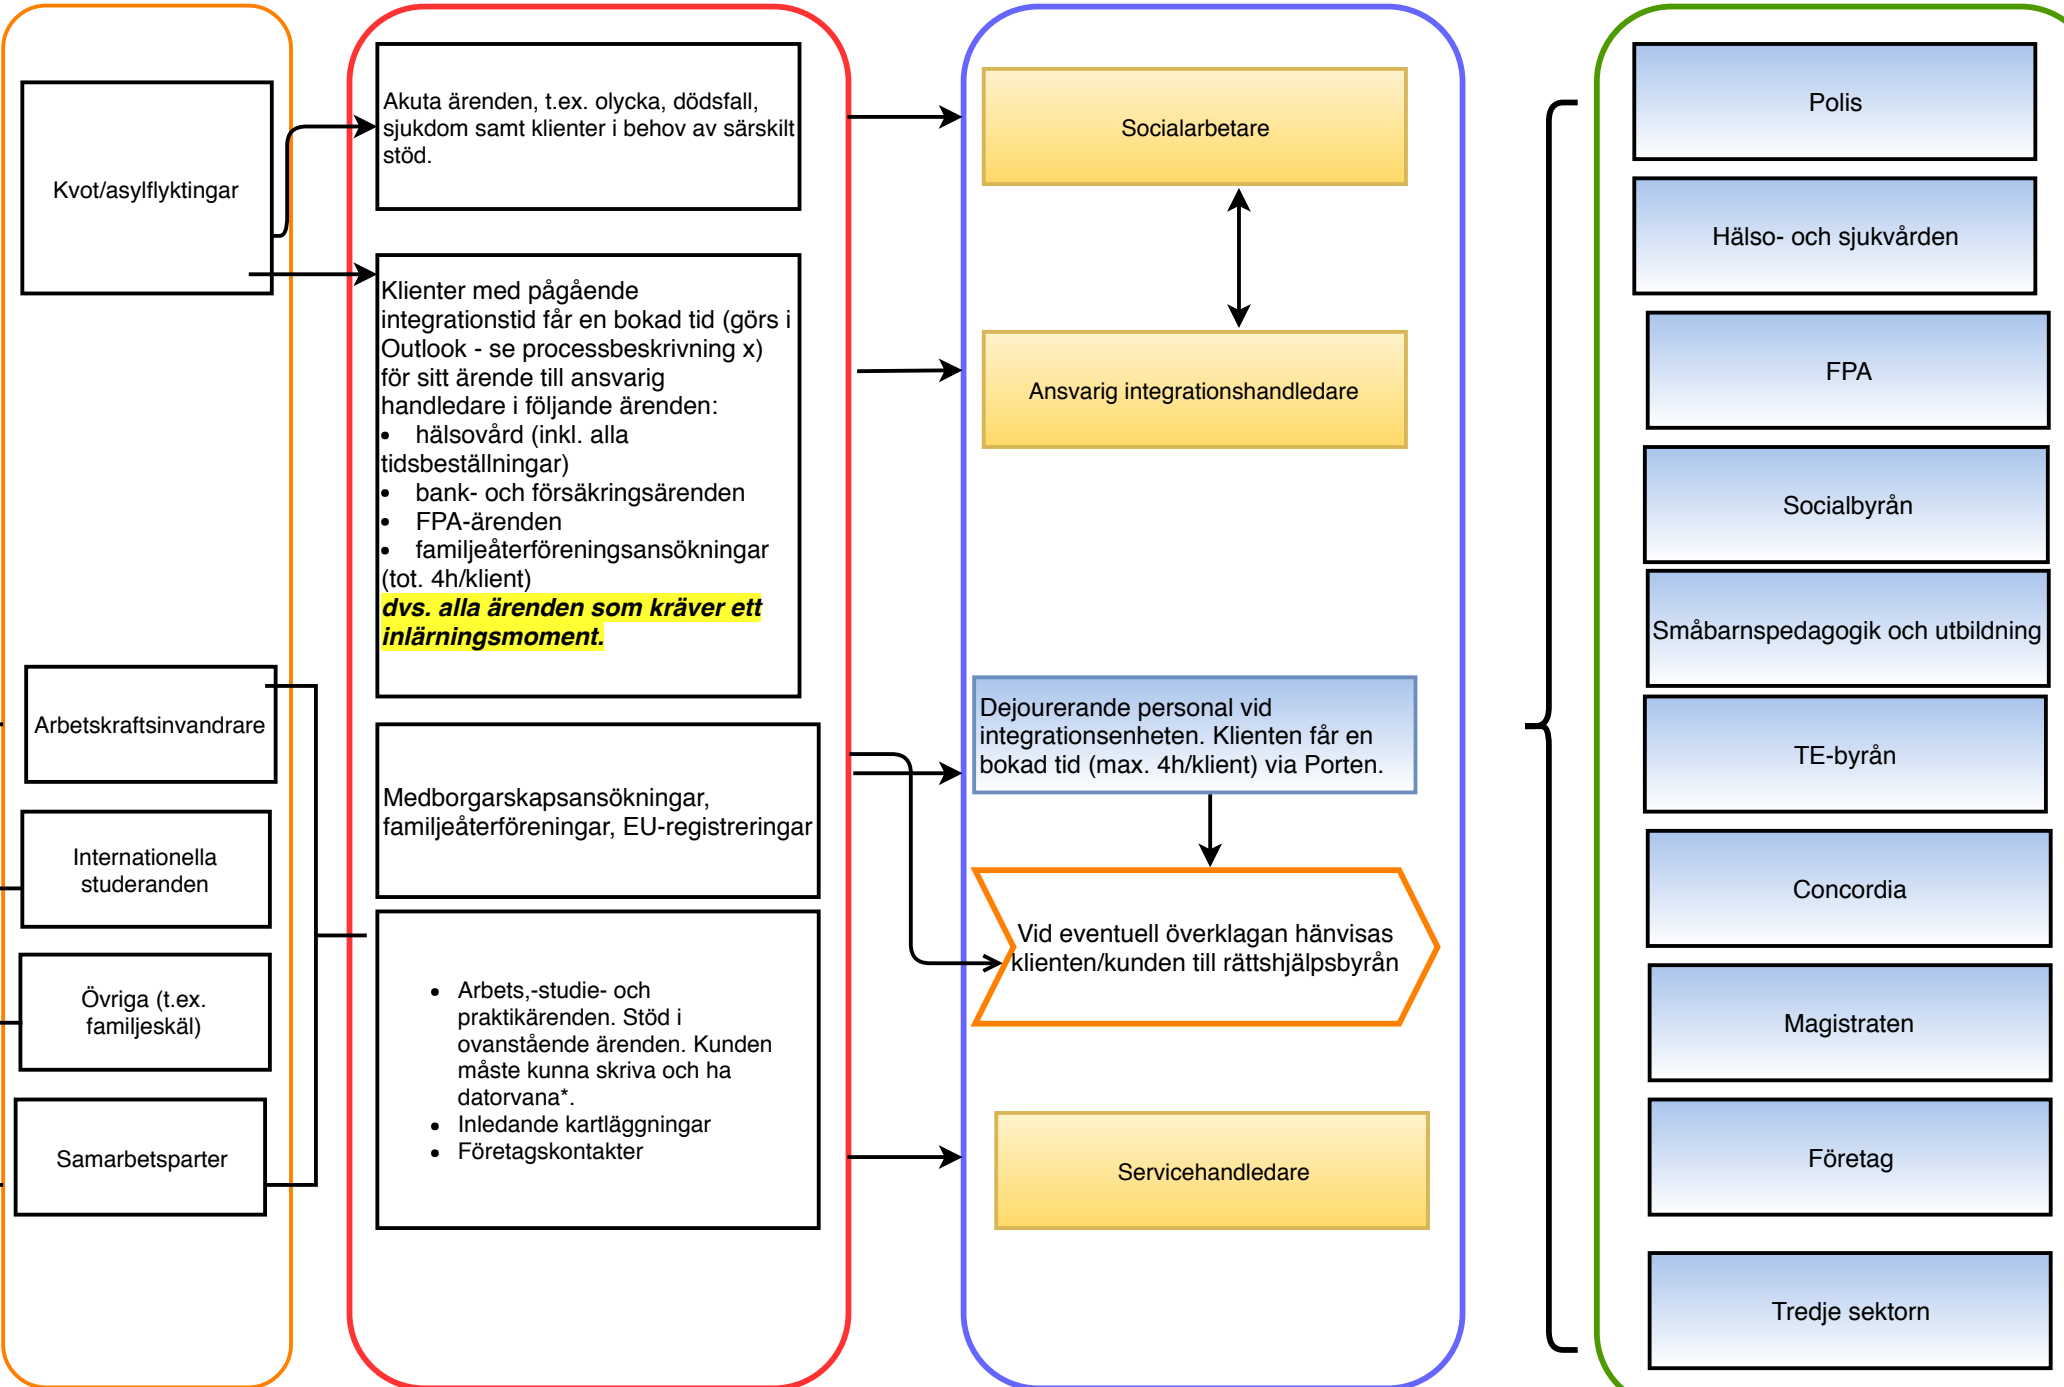 Kvot/asylflyktingar
Arbetskraftsinvandrare
Internationella
studeranden
Övriga (t.ex.
familjeskäl)
Samarbetsparter
Akuta ärenden, t.ex. olycka, dödsfall,
sjukdom samt klienter i behov av särskilt
stöd.
Klienter med pågående
integrationstid får en bokad tid (görs i
Outlook - se processbeskrivning x)
för sitt ärende till ansvarig
handledare i följande ärenden:
• hälsovård (inkl. alla
tidsbeställningar)
• bank- och försäkringsärenden
• FPA-ärenden
• familjeåterföreningsansökningar
(tot. 4h/klient)
dvs. alla ärenden som kräver ett
inlärningsmoment.
Medborgarskapsansökningar,
familjeåterföreningar, EU-registreringar
• Arbets,-studie- och
praktikärenden. Stöd i
ovanstående ärenden. Kunden
måste kunna skriva och ha
datorvana*.
• Inledande kartläggningar
• Företagskontakter
Socialarbetare
Ansvarig integrationshandledare
Dejourerande personal vid
integrationsenheten. Klienten får en
bokad tid (max. 4h/klient) via Porten.
Vid eventuell överklagan hänvisas
klienten/kunden till rättshjälpsbyrån
Servicehandledare
Polis
Hälso- och sjukvården
FPA
Socialbyrån
Småbarnspedagogik och utbildning
TE-byrån
Concordia
Magistraten
Företag
Tredje sektorn